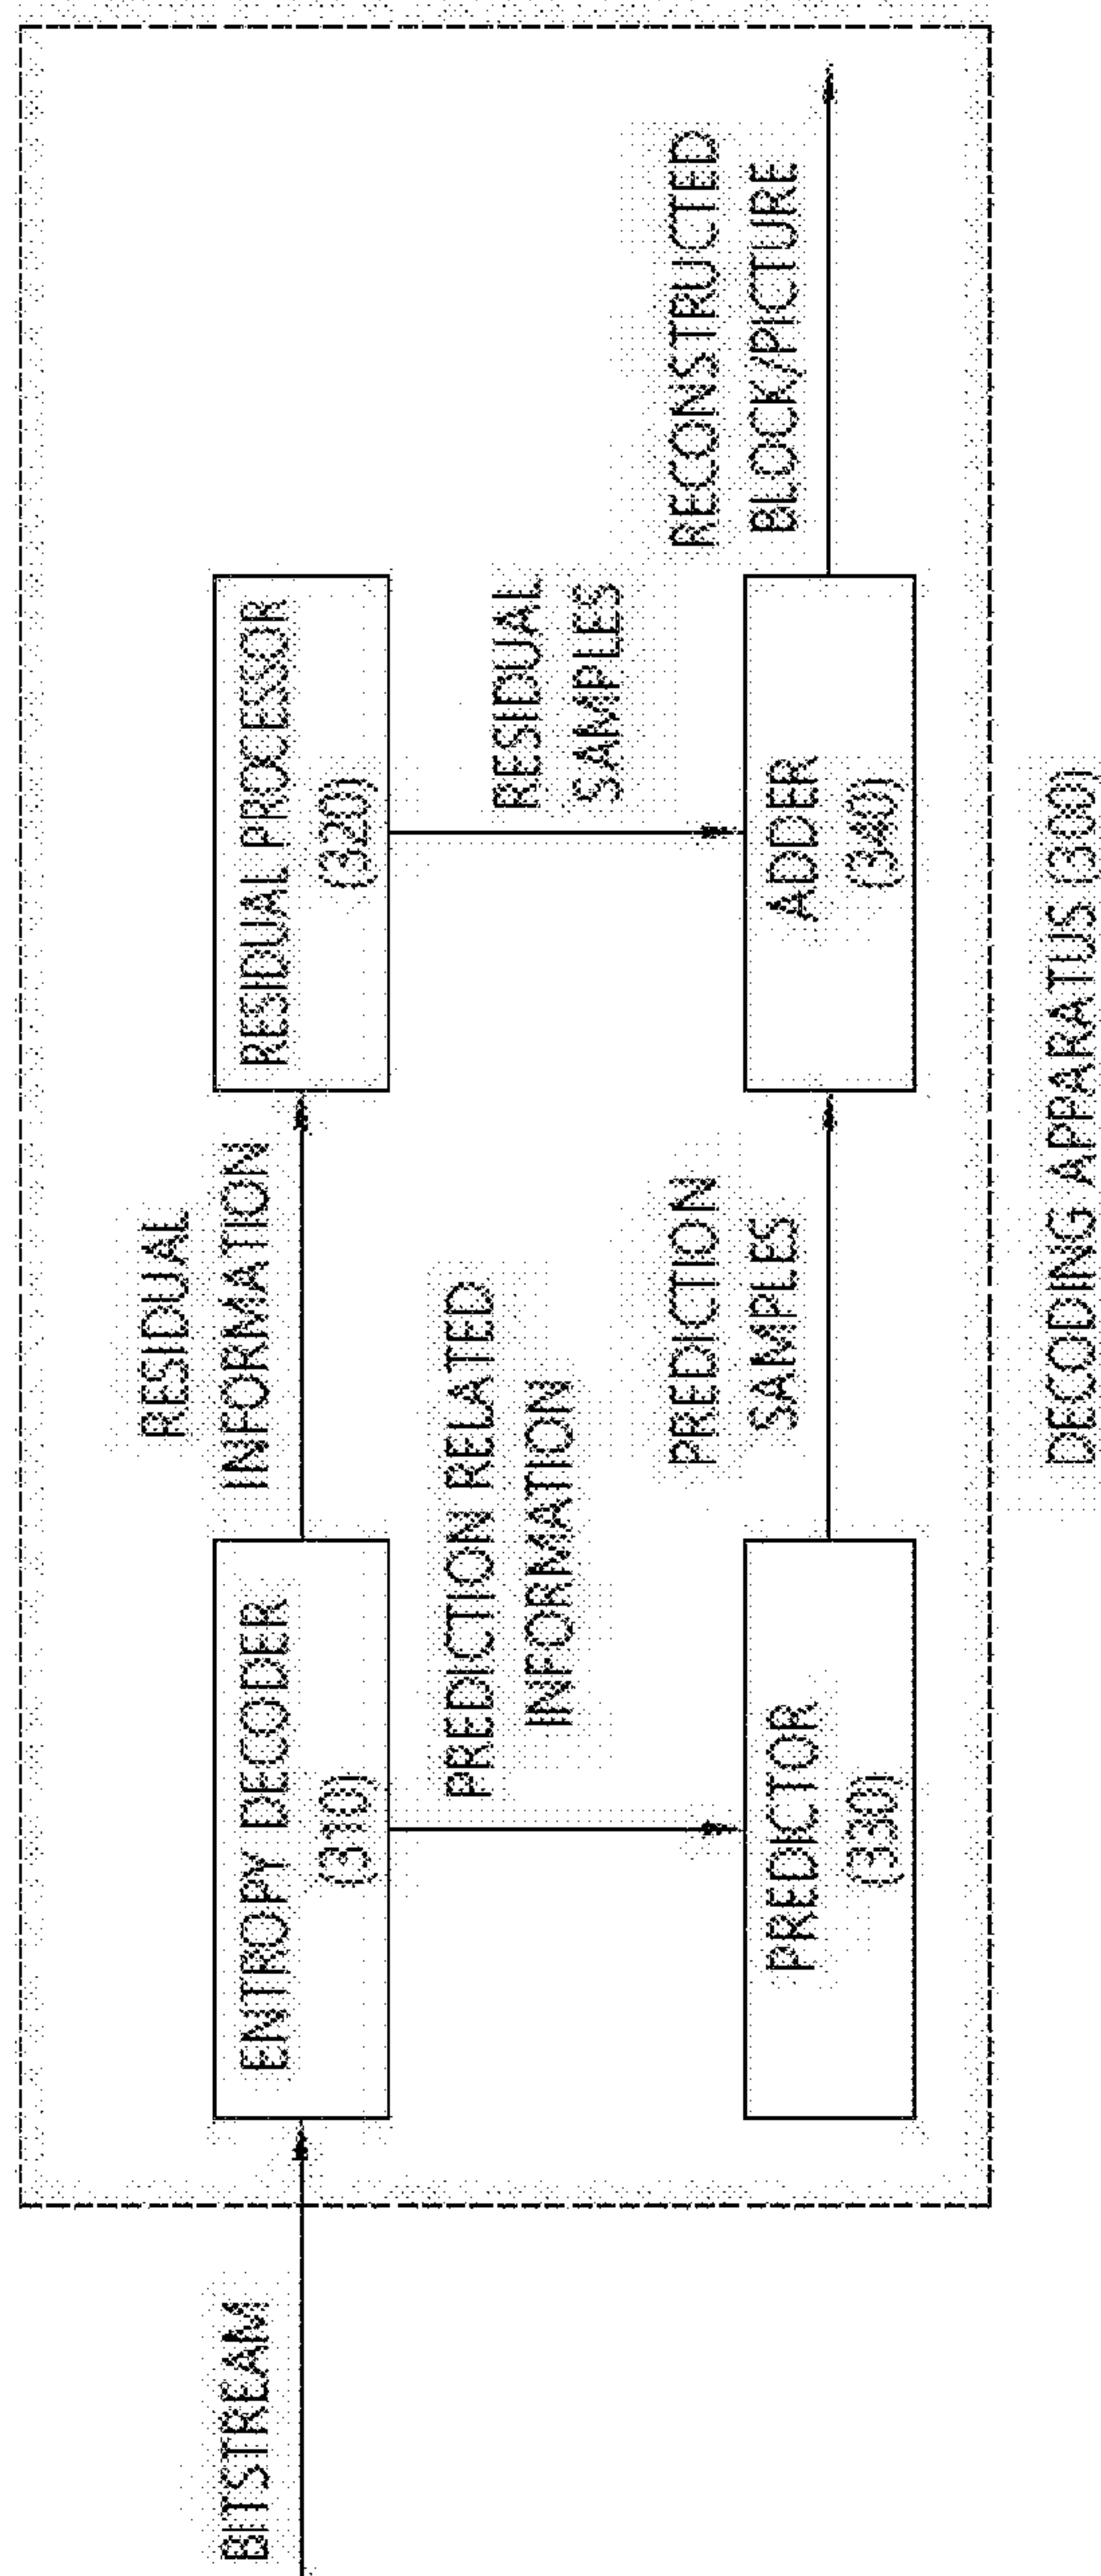 BITSTREAM
ENTROPY DECODER
(310)
RESIDUAL
INFORMATION
RESIDUAL PROCESSOR
(320)
PREDICTION RELATED
INFORMATION
RESIDUAL
SAMPLES
PREDICTOR
(330)
PREDICTION
SAMPLES
ADDER
(340)
RECONSTRUCTED
BLOCK/PICTURE
DECODING APPARATUS (300)